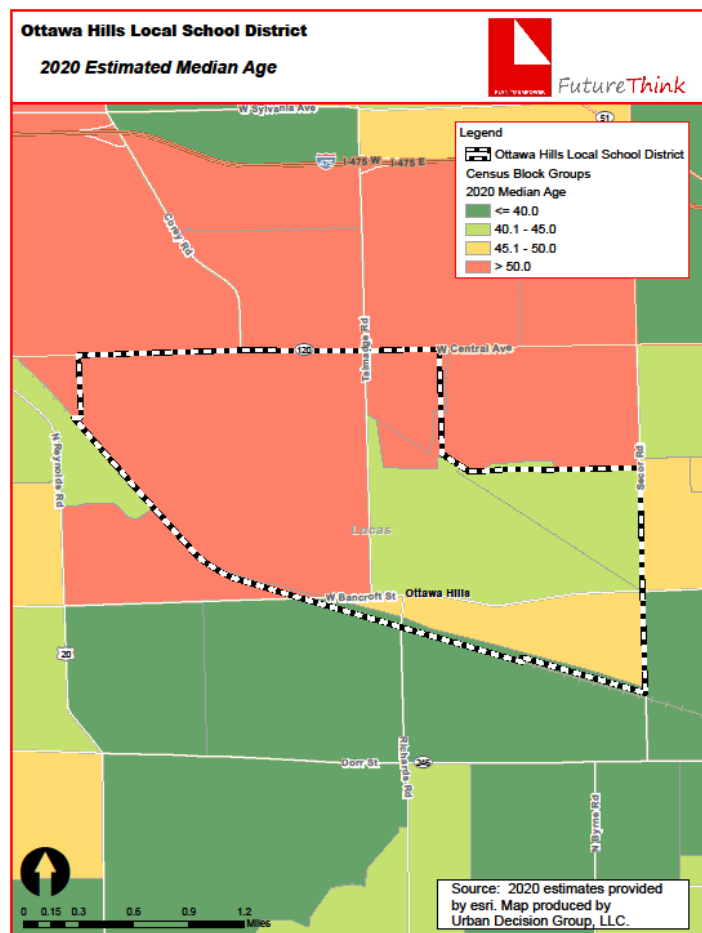 Ottawa Hills Local School District
2020 Estimated Median Age
FutureThink
W Sylvania Ave
51
Legend
Ottawa Hills Local School District
Census Block Groups
2020 Median Age
<= 40.0
40.1 - 45.0
45.1 - 50.0
> 50.0
475
I-475 W
I-475 E
Corey Rd
Talmadge Rd
120
W Central Ave
N Reynolds Rd
Secor Rd
Lucas
W Bancroft St
Ottawa Hills
20
Richards Rd
Dorr St
246
N Byrne Rd
0 0.15 0.3 0.6 0.9 1.2
Miles
Source: 2020 estimates provided
by esri. Map produced by
Urban Decision Group, LLC.